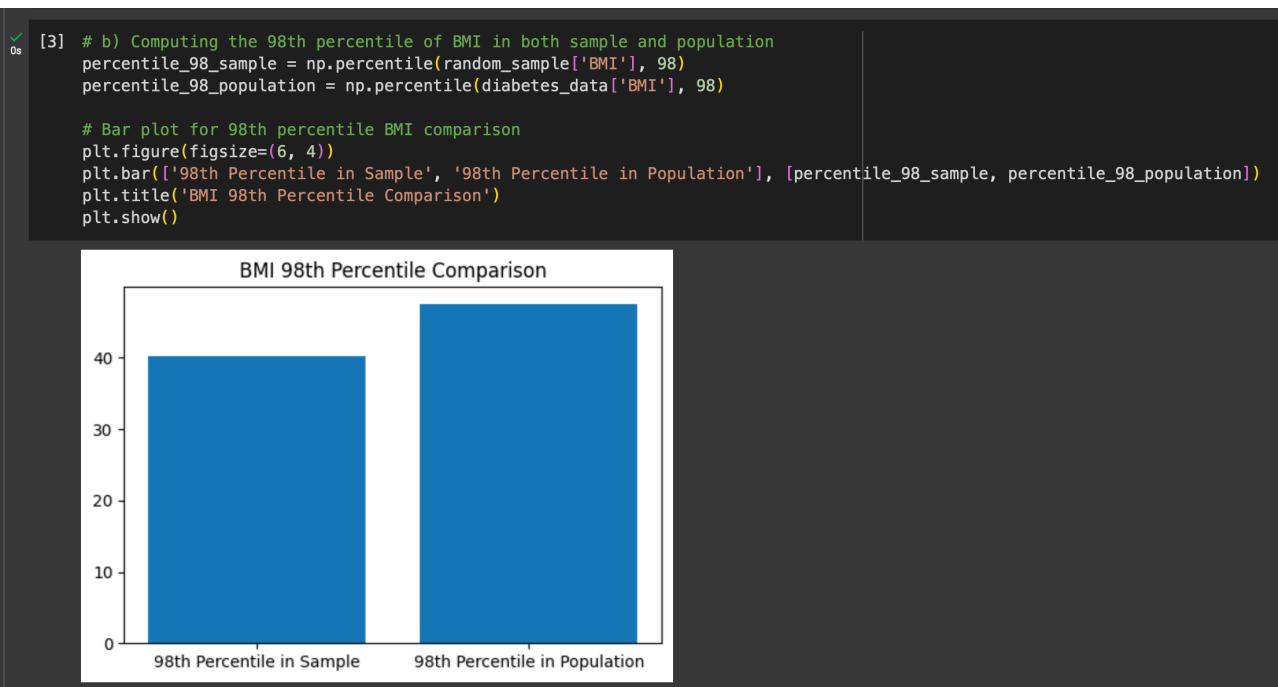 [3] # b) Computing the 98th percentile of BMI in both sample and population
0s
percentile_98_sample = np.percentile(random_sample['BMI'], 98)
percentile_98_population = np.percentile(diabetes_data['BMI'], 98)
# Bar plot for 98th percentile BMI comparison
plt.figure(figsize=(6, 4))
plt.bar(['98th Percentile in Sample', '98th Percentile in Population'], [percentile_98_sample, percentile_98_population])
plt.title('BMI 98th Percentile Comparison')
plt.show()
BMI 98th Percentile Comparison
40
30
20
10
0
98th Percentile in Sample 98th Percentile in Population